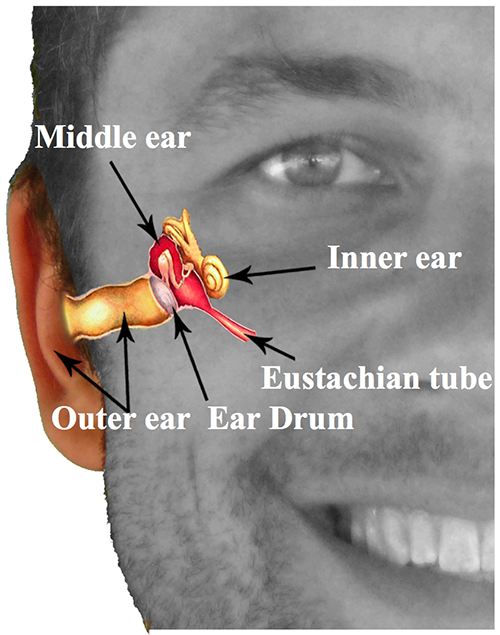 Middle ear
Inner ear
Eustachian tube
Outer ear
Ear Drum